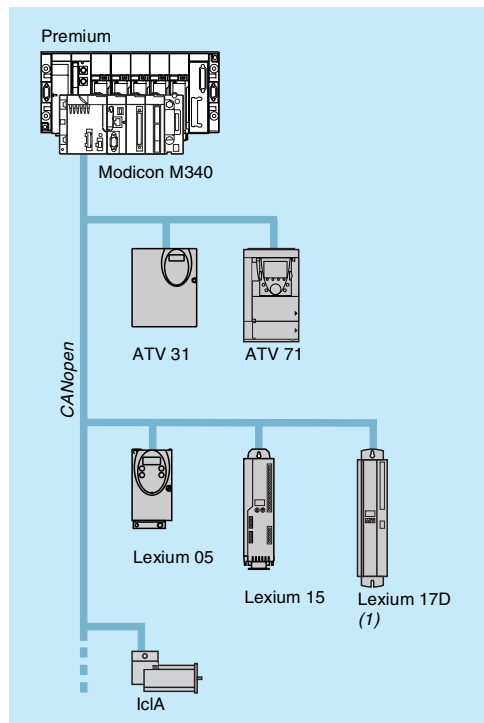 Premium
Modicon M340
ATV 31
ATV 71
CANopen
Lexium 05
Lexium 15
Lexium 17D
(1)
IclA